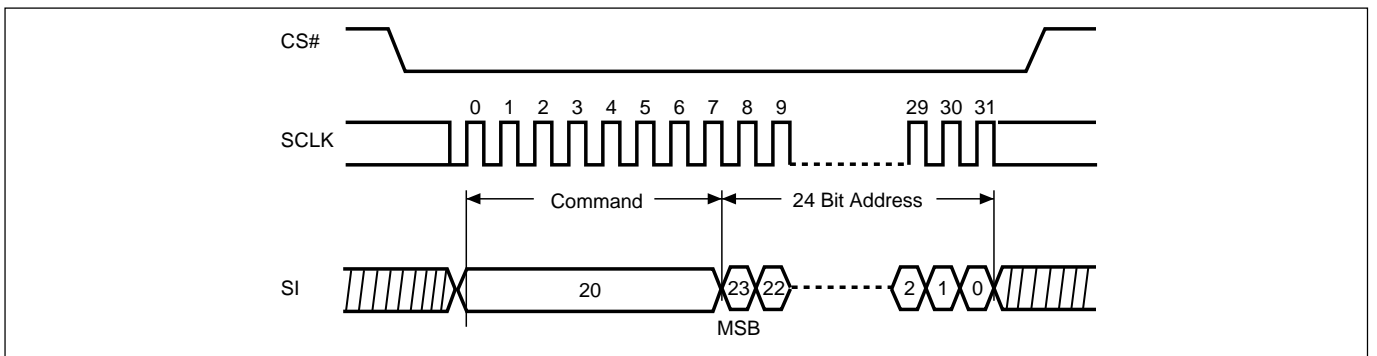 CS#
0 1 2 3 4 5 6 7 8 9 29 30 31
SCLK
Command 24 Bit Address
SI 20 23 22 2 1 0
MSB